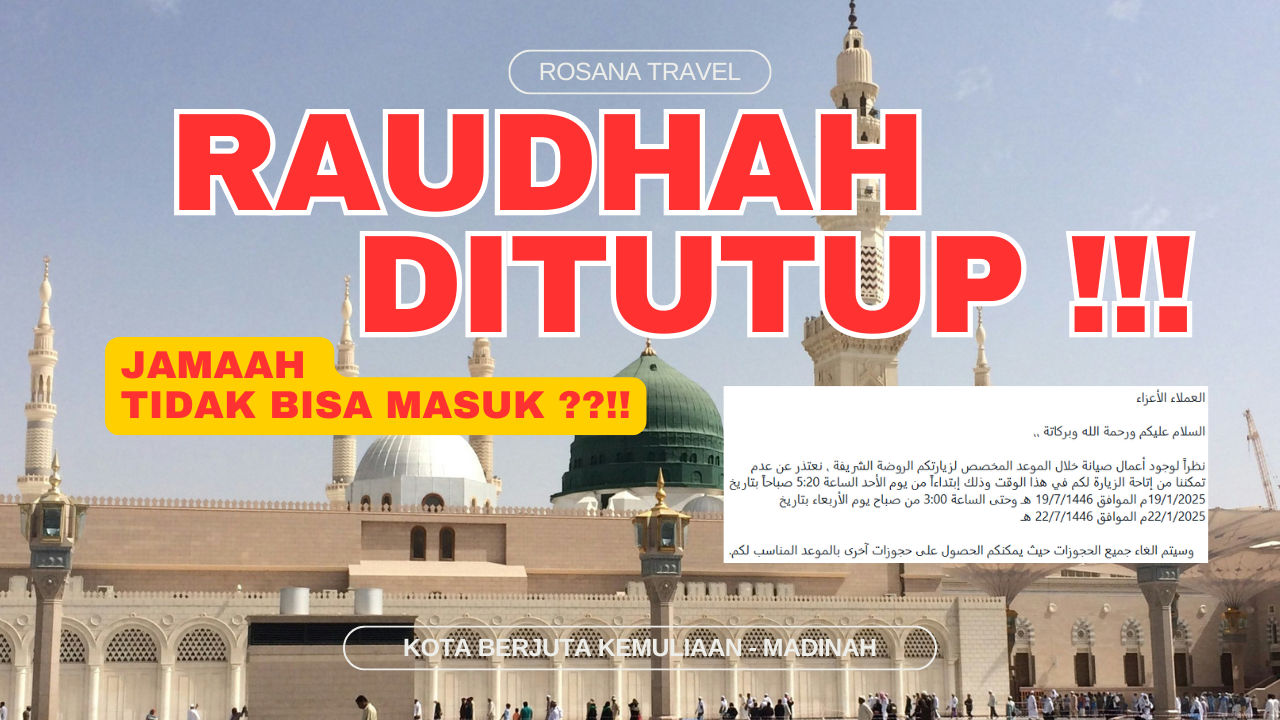 ROSANA TRAVEL
RAUDHAH
DITUTUP !!!
JAMAAH
TIDAK BISA MASUK ??!!
العملاء الأعزاء
السلام عليكم ورحمة الله وبركاتة ,,
نظراً لوجود أعمال صيانة خلال الموعد المخصص لزيارتكم الروضة الشريفة ، نعتذر عن عدم
تمكننا من إتاحة الزيارة لكم في هذا الوقت وذلك إبتداءاً من يوم الأحد الساعة 5:20 صباحاً بتاريخ
19/1/2025م الموافق 19/7/1446 هـ وحتى الساعة 3:00 من صباح يوم الأربعاء بتاريخ
22/1/2025م الموافق 22/7/1446 هـ
وسيتم الغاء جميع الحجوزات حيث يمكنكم الحصول على حجوزات آخرى بالموعد المناسب لكم.
KOTA BERJUTA KEMULIAAN - MADINAH